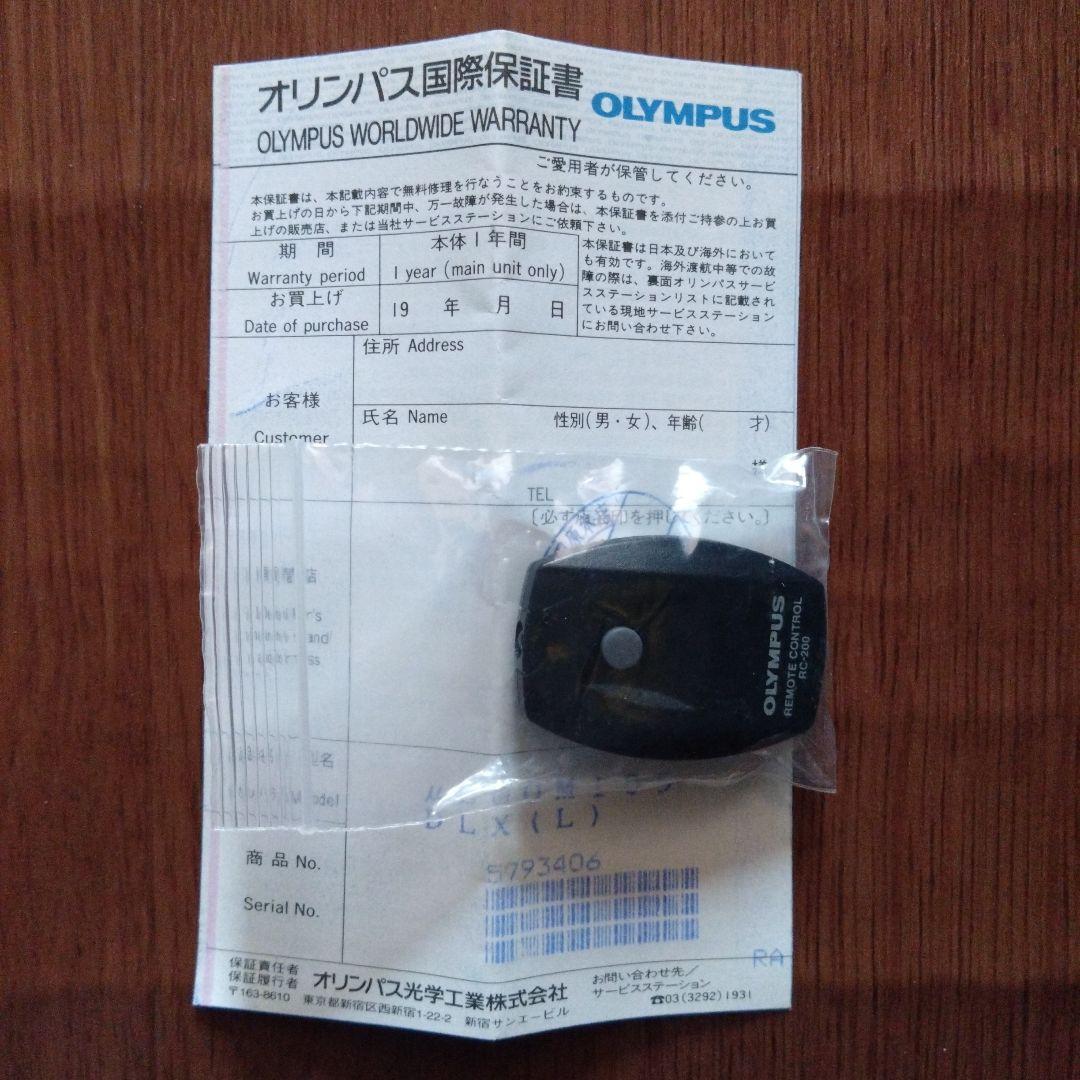 オリンパス国際保証書 OLYMPUS
OLYMPUS WORLDWIDE WARRANTY
ご愛用者が保管してください。
本保証書は、本記載内容で無料修理を行なうことをお約束するものです。
お買上げの日から下記期間中、万一故障が発生した場合は、本保証書を添付ご持参の上お買
上げの販売店、または当社サービスステーションにご依頼下さい。
期間 本体1年間
Warranty period 1 year (main unit only)
お買上げ 19 年 月 日
Date of purchase
本保証書は日本及び海外において
も有効です。海外渡航中等での故
障の際は、裏面オリンパスサービ
スステーションリストに記載され
ている現地サービスステーション
にお問い合わせ下さい。
住所 Address
お客様
Customer
氏名 Name 性別(男・女)、年齢( 才)
様
TEL
[必ず店番印を押してください。]
OLYMPUS
REMOTE CONTROL
RC-200
DLX(L)
商品No. 5793406
Serial No.
RA
保証責任者
保証履行者 オリンパス光学工業株式会社
〒163-8610 東京都新宿区西新宿1-22-2 新宿サンエービル
お問い合わせ先/
サービスステーション
☎03(3292)1931